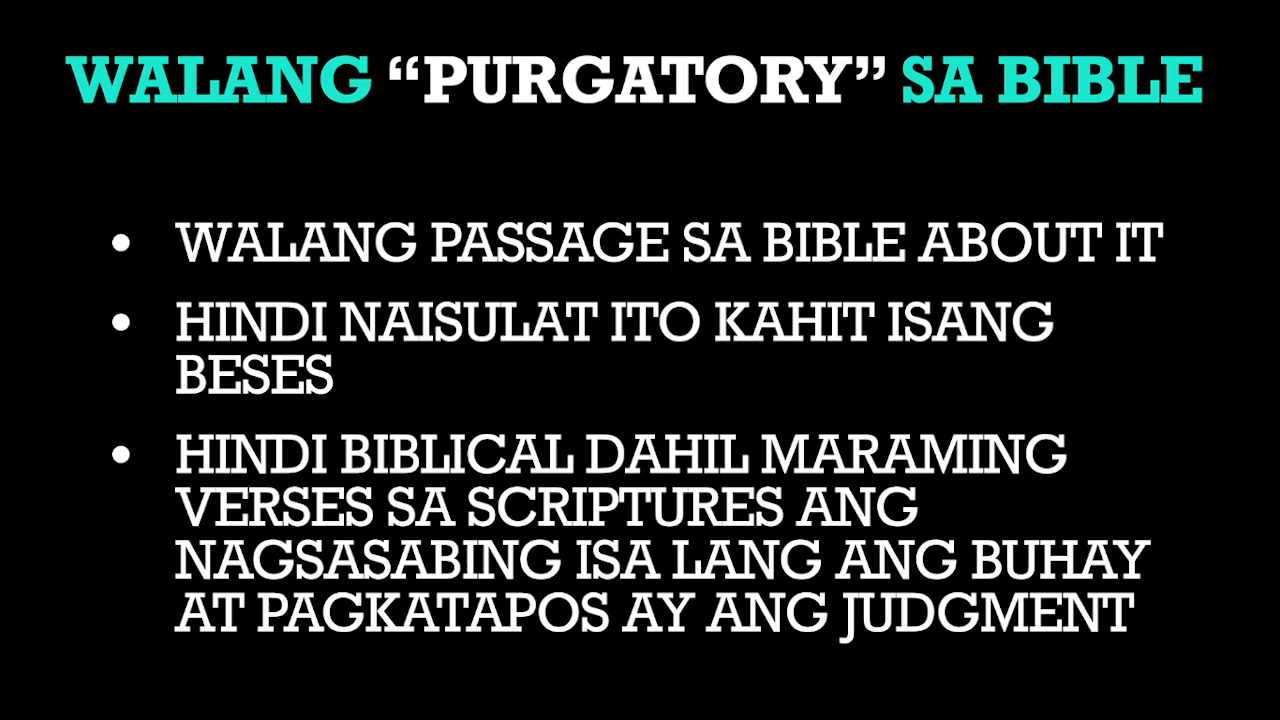 WALANG “PURGATORY” SA BIBLE
• WALANG PASSAGE SA BIBLE ABOUT IT
• HINDI NAISULAT ITO KAHIT ISANG
BESES
• HINDI BIBLICAL DAHIL MARAMING
VERSES SA SCRIPTURES ANG
NAGSASABING ISA LANG ANG BUHAY
AT PAGKATAPOS AY ANG JUDGMENT